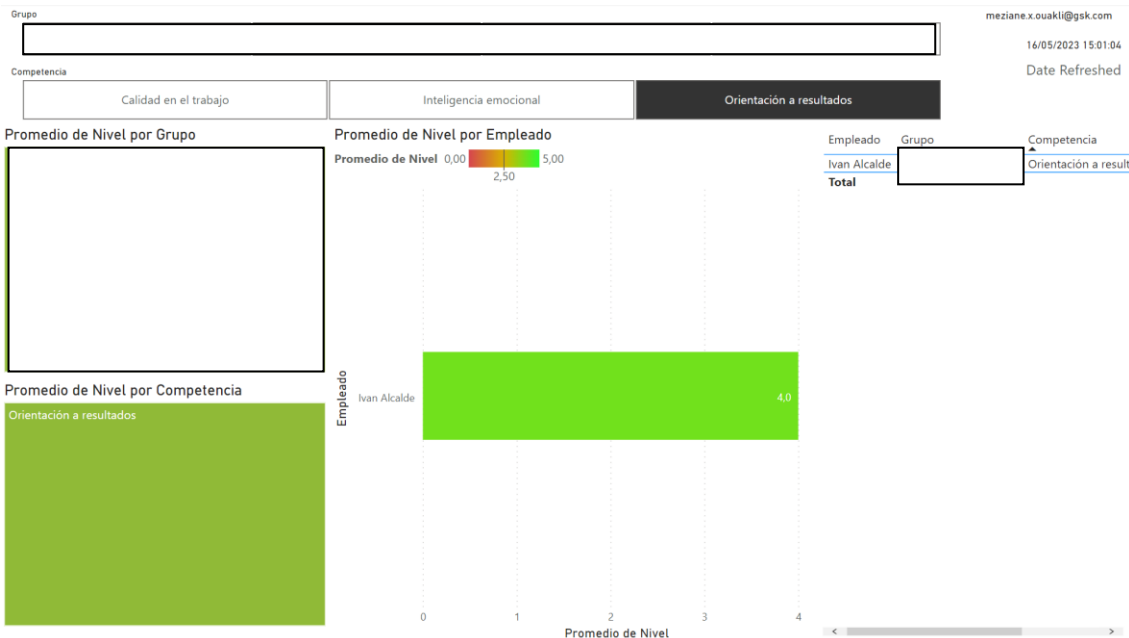 Grupo
meziane.x.ouakli@gsk.com
16/05/2023 15:01:04
Date Refreshed
Competencia
Calidad en el trabajo
Inteligencia emocional
Orientación a resultados
Promedio de Nivel por Grupo
Promedio de Nivel por Empleado
Promedio de Nivel 0,00 5,00
2,50
Empleado Grupo Competencia
Ivan Alcalde Orientación a result
Total
Promedio de Nivel por Competencia
Orientación a resultados
Empleado
Ivan Alcalde
4,0
0 1 2 3 4
Promedio de Nivel